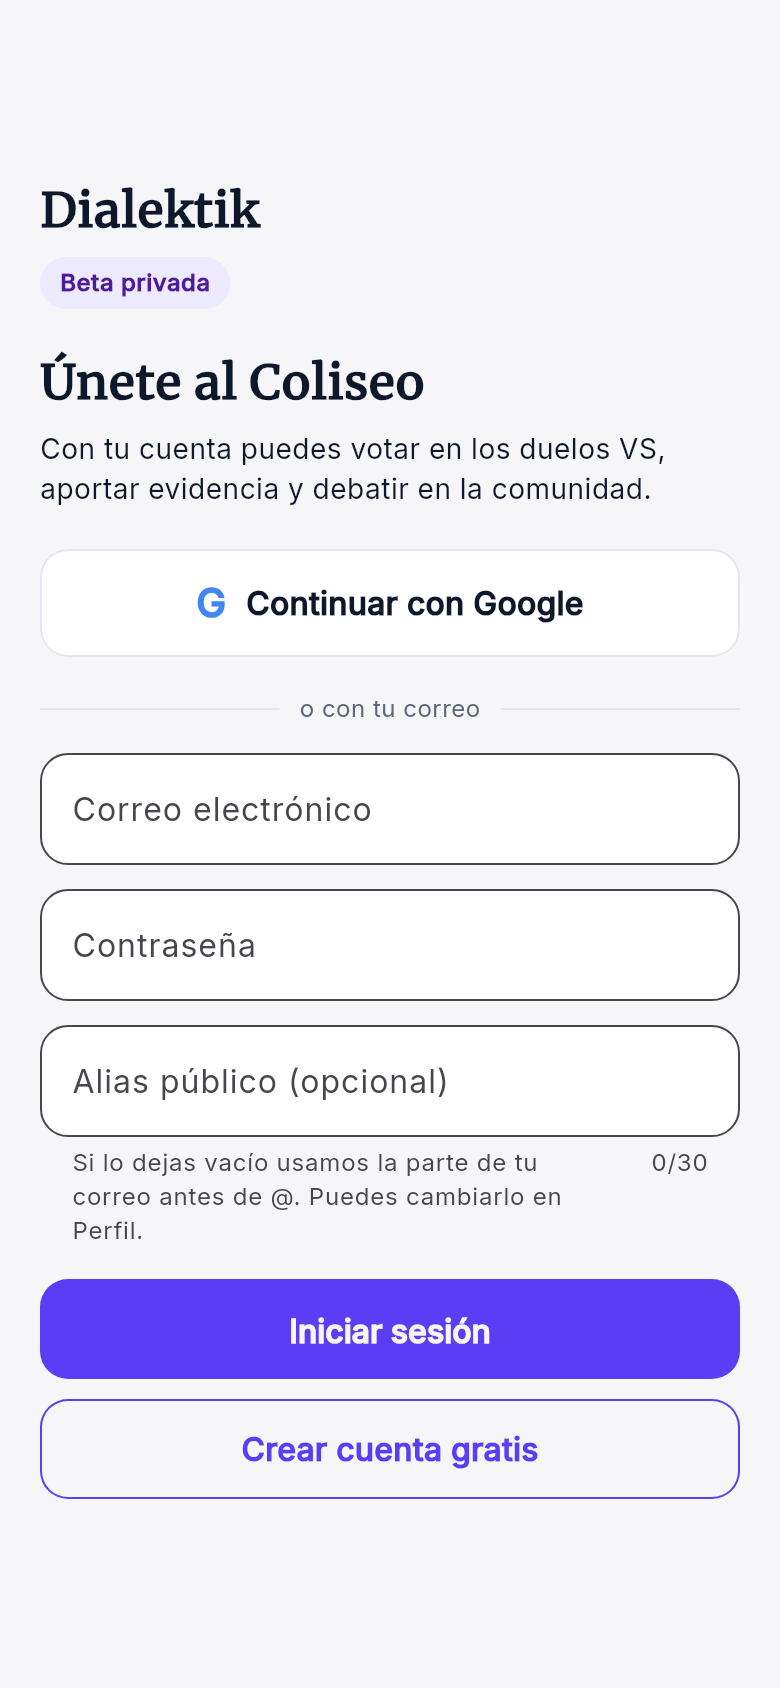 Dialektik
Beta privada
Únete al Coliseo
Con tu cuenta puedes votar en los duelos VS,
aportar evidencia y debatir en la comunidad.
G Continuar con Google
o con tu correo
Correo electrónico
Contraseña
Alias público (opcional)
Si lo dejas vacío usamos la parte de tu 0/30
correo antes de @. Puedes cambiarlo en
Perfil.
Iniciar sesión
Crear cuenta gratis